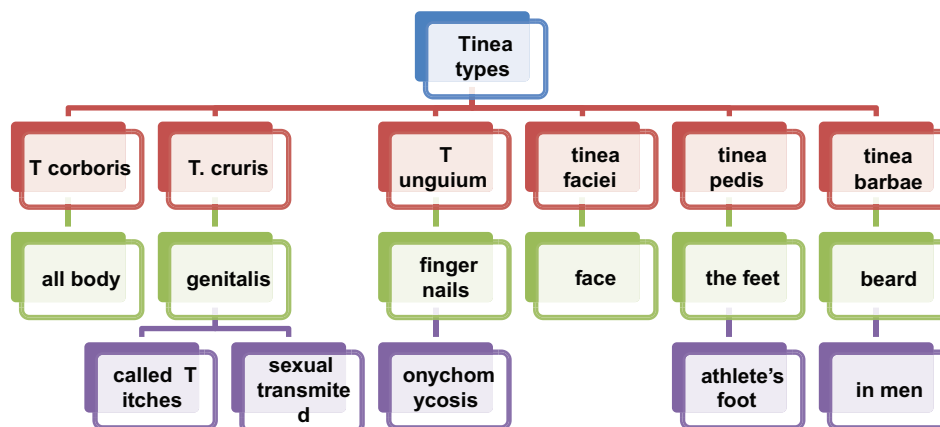 Tinea
types
T corboris
T. cruris
T
unguium
tinea
faciei
tinea
pedis
tinea
barbae
all body
genitalis
finger
nails
face
the feet
beard
called T
itches
sexual
transmite
d
onychom
ycosis
athlete's
foot
in men